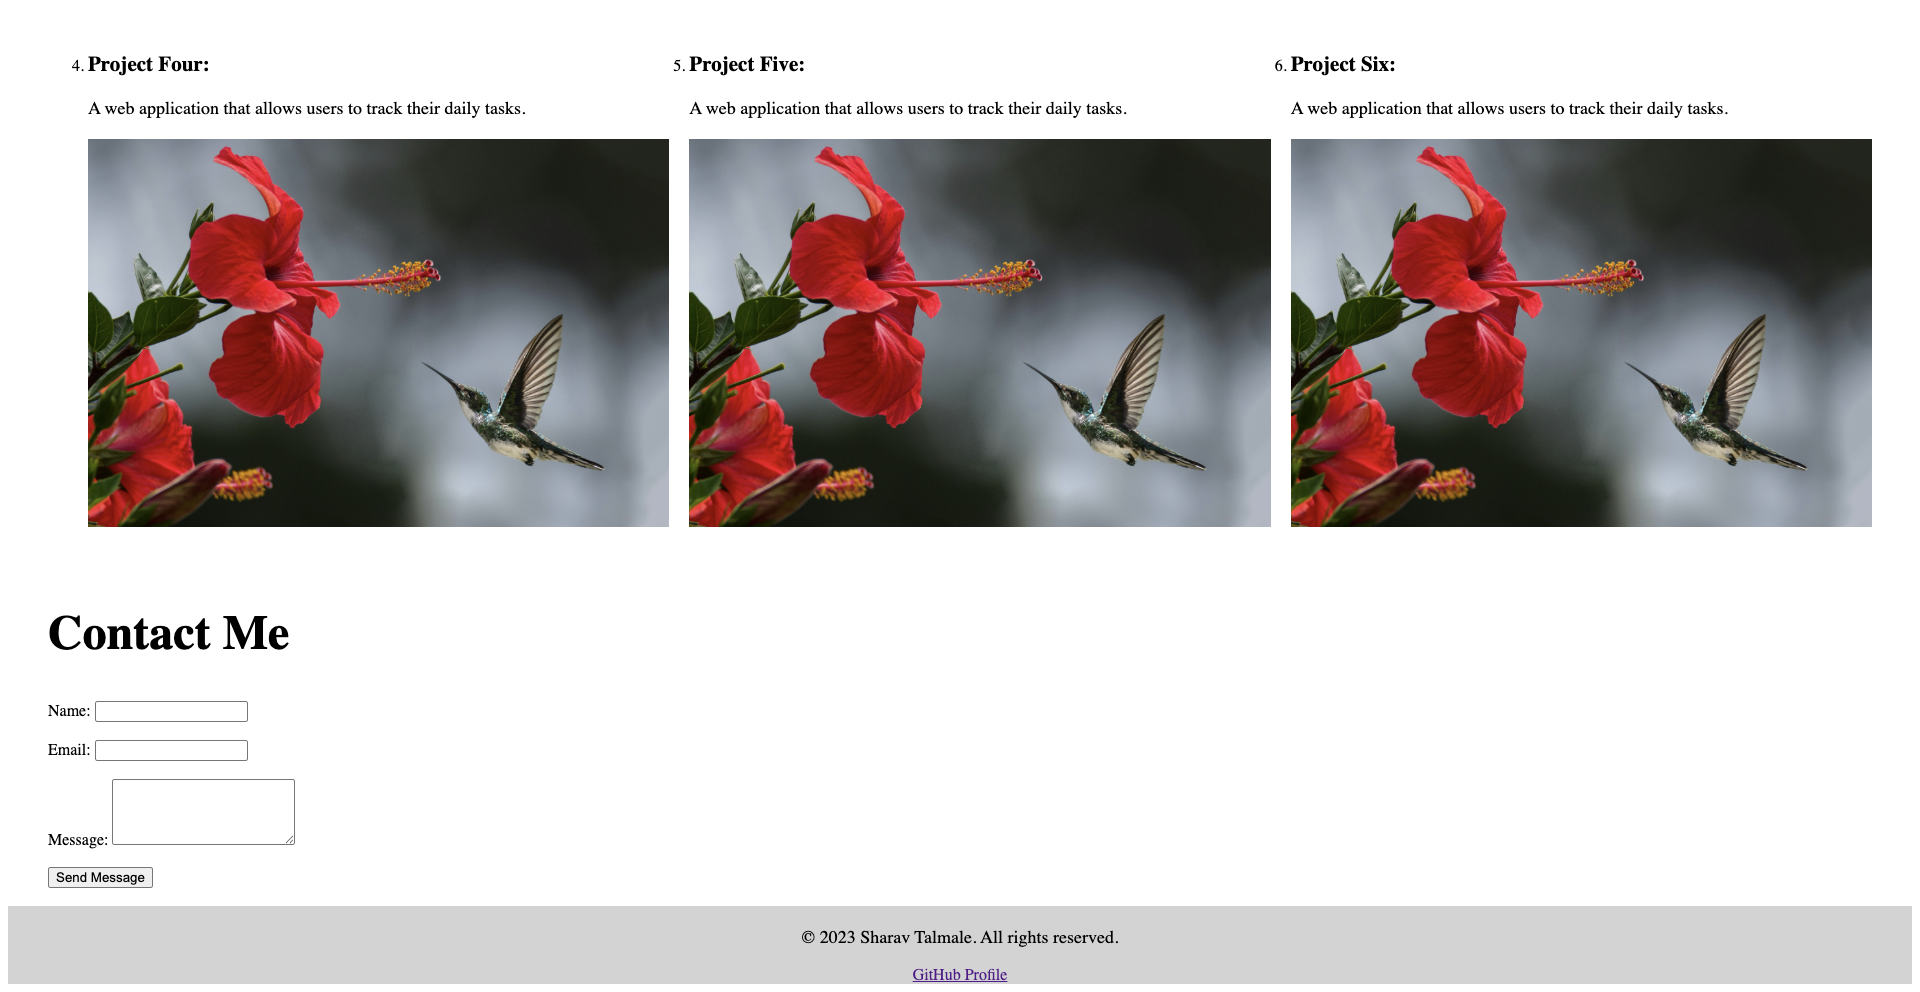 4. Project Four:
A web application that allows users to track their daily tasks.
5. Project Five:
A web application that allows users to track their daily tasks.
6. Project Six:
A web application that allows users to track their daily tasks.
Contact Me
Name:
Email:
Message:
Send Message
© 2023 Sharav Talmale. All rights reserved.
GitHub Profile